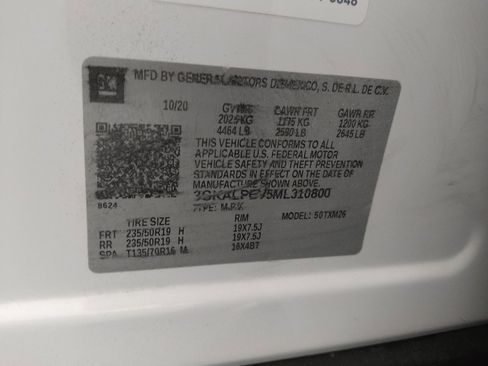 MFD BY GENERAL MOTORS DE MEXICO, S. DE R.L. DE C.V.
10/20 GVWR GAWR FRT GAWR RR
2025 KG 1175 KG 1200 KG
4464 LB 2590 LB 2645 LB
THIS VEHICLE CONFORMS TO ALL
APPLICABLE U.S. FEDERAL MOTOR
VEHICLE SAFETY AND THEFT PREVENTION
STANDARDS IN EFFECT ON THE DATE OF
MANUFACTURE SHOWN ABOVE.
8624
TYPE: M.P.V. MODEL: 50TXM26
TIRE SIZE RIM
FRT 235/50R19 H 19X7.5J
RR 235/50R19 H 19X7.5J
SPA T135/70R16 M 16X4BT